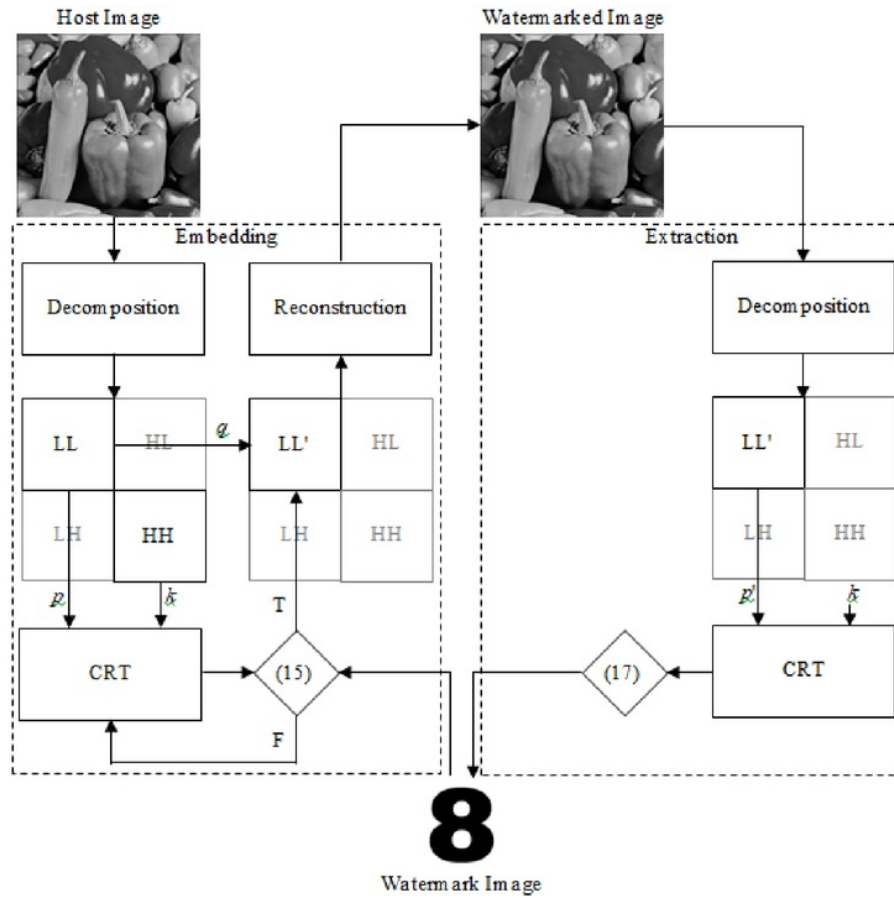 Host Image
Watermarked Image
Embedding
Extraction
Decomposition
Reconstruction
Decomposition
LL
HL
q
LL'
HL
LL'
HL
LH
HH
LH
HH
LH
HH
p
k
T
p'
k
CRT
(15)
(17)
CRT
F
8
Watermark Image